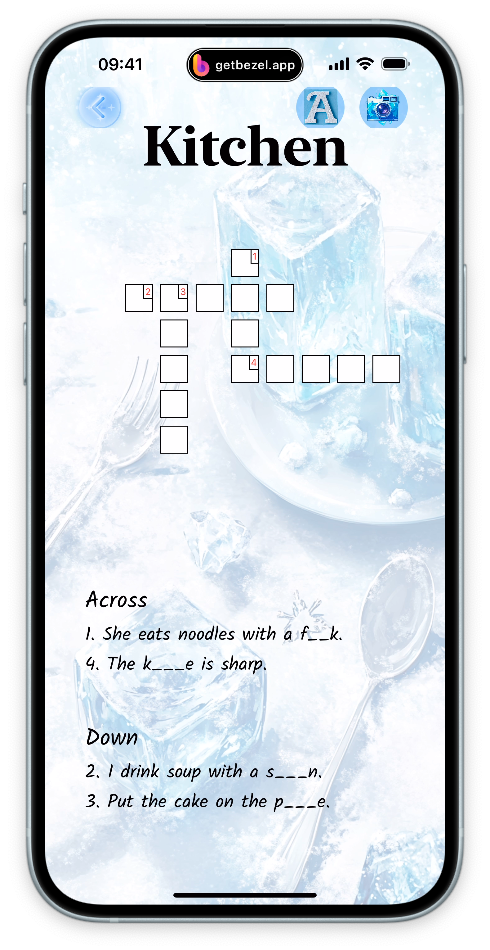 09:41
getbezel.app
A
Kitchen
1
2 3
4
Across
1. She eats noodles with a f__k.
4. The k___e is sharp.
Down
2. I drink soup with a s___n.
3. Put the cake on the p___e.